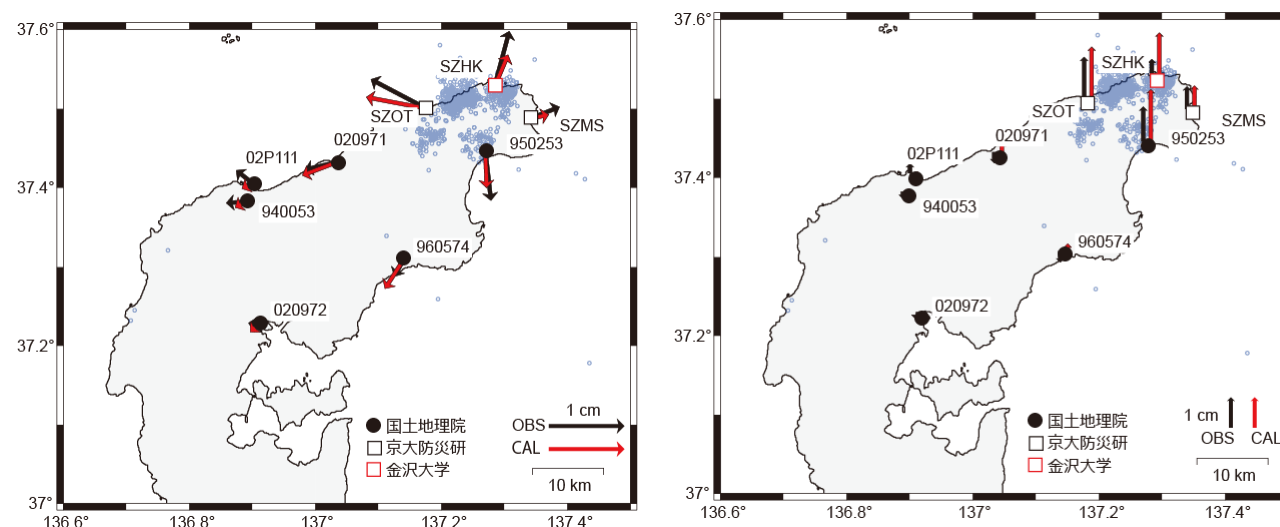 37.6°
SZHK
SZOT
SZMS
020971
950253
02P111
37.4°
940053
960574
020972
37.2°
1 cm
国土地理院
OBS
京大防災研
CAL
金沢大学
10 km
37°
136.6°
136.8°
137°
137.2°
137.4°
37.6°
SZHK
SZOT
SZMS
020971
950253
02P111
37.4°
940053
960574
020972
37.2°
1 cm
国土地理院
OBS
CAL
京大防災研
金沢大学
10 km
37°
136.6°
136.8°
137°
137.2°
137.4°